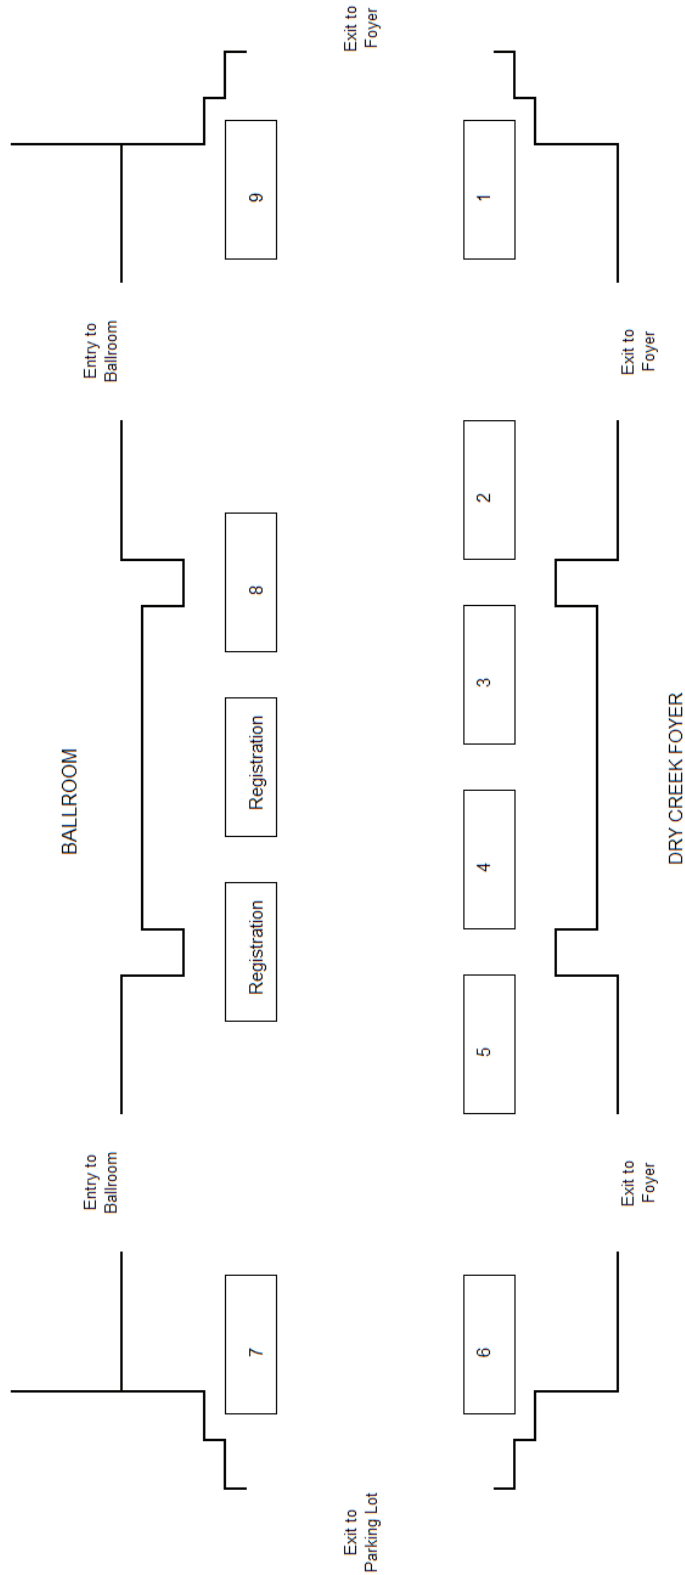 BALLROOM
Entry to
Ballroom
Entry to
Ballroom
7
Registration
Registration
8
9
Exit to
Parking Lot
Exit to
Foyer
6
5
4
3
2
1
Exit to
Foyer
Exit to
Foyer
DRY CREEK FOYER